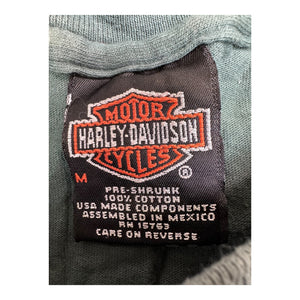 MOTOR
HARLEY-DAVIDSON
CYCLES
®
M
PRE-SHRUNK
100% COTTON
USA MADE COMPONENTS
ASSEMBLED IN MEXICO
RN 15763
CARE ON REVERSE